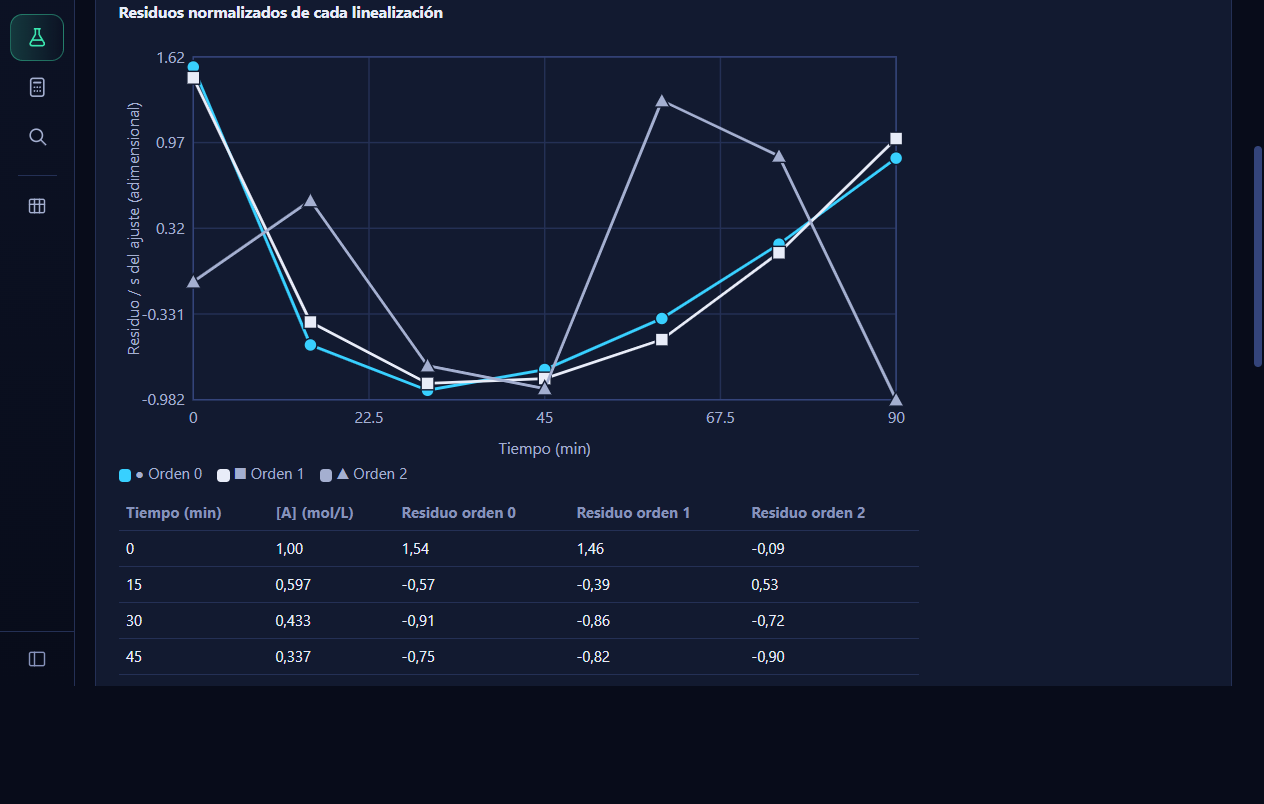 Residuos normalizados de cada linealización
1.62
0.97
0.32
-0.331
-0.982
Residuo / s del ajuste (adimensional)
0 22.5 45 67.5 90
Tiempo (min)
Orden 0 Orden 1 Orden 2
Tiempo (min) [A] (mol/L) Residuo orden 0 Residuo orden 1 Residuo orden 2
0 1,00 1,54 1,46 -0,09
15 0,597 -0,57 -0,39 0,53
30 0,433 -0,91 -0,86 -0,72
45 0,337 -0,75 -0,82 -0,90